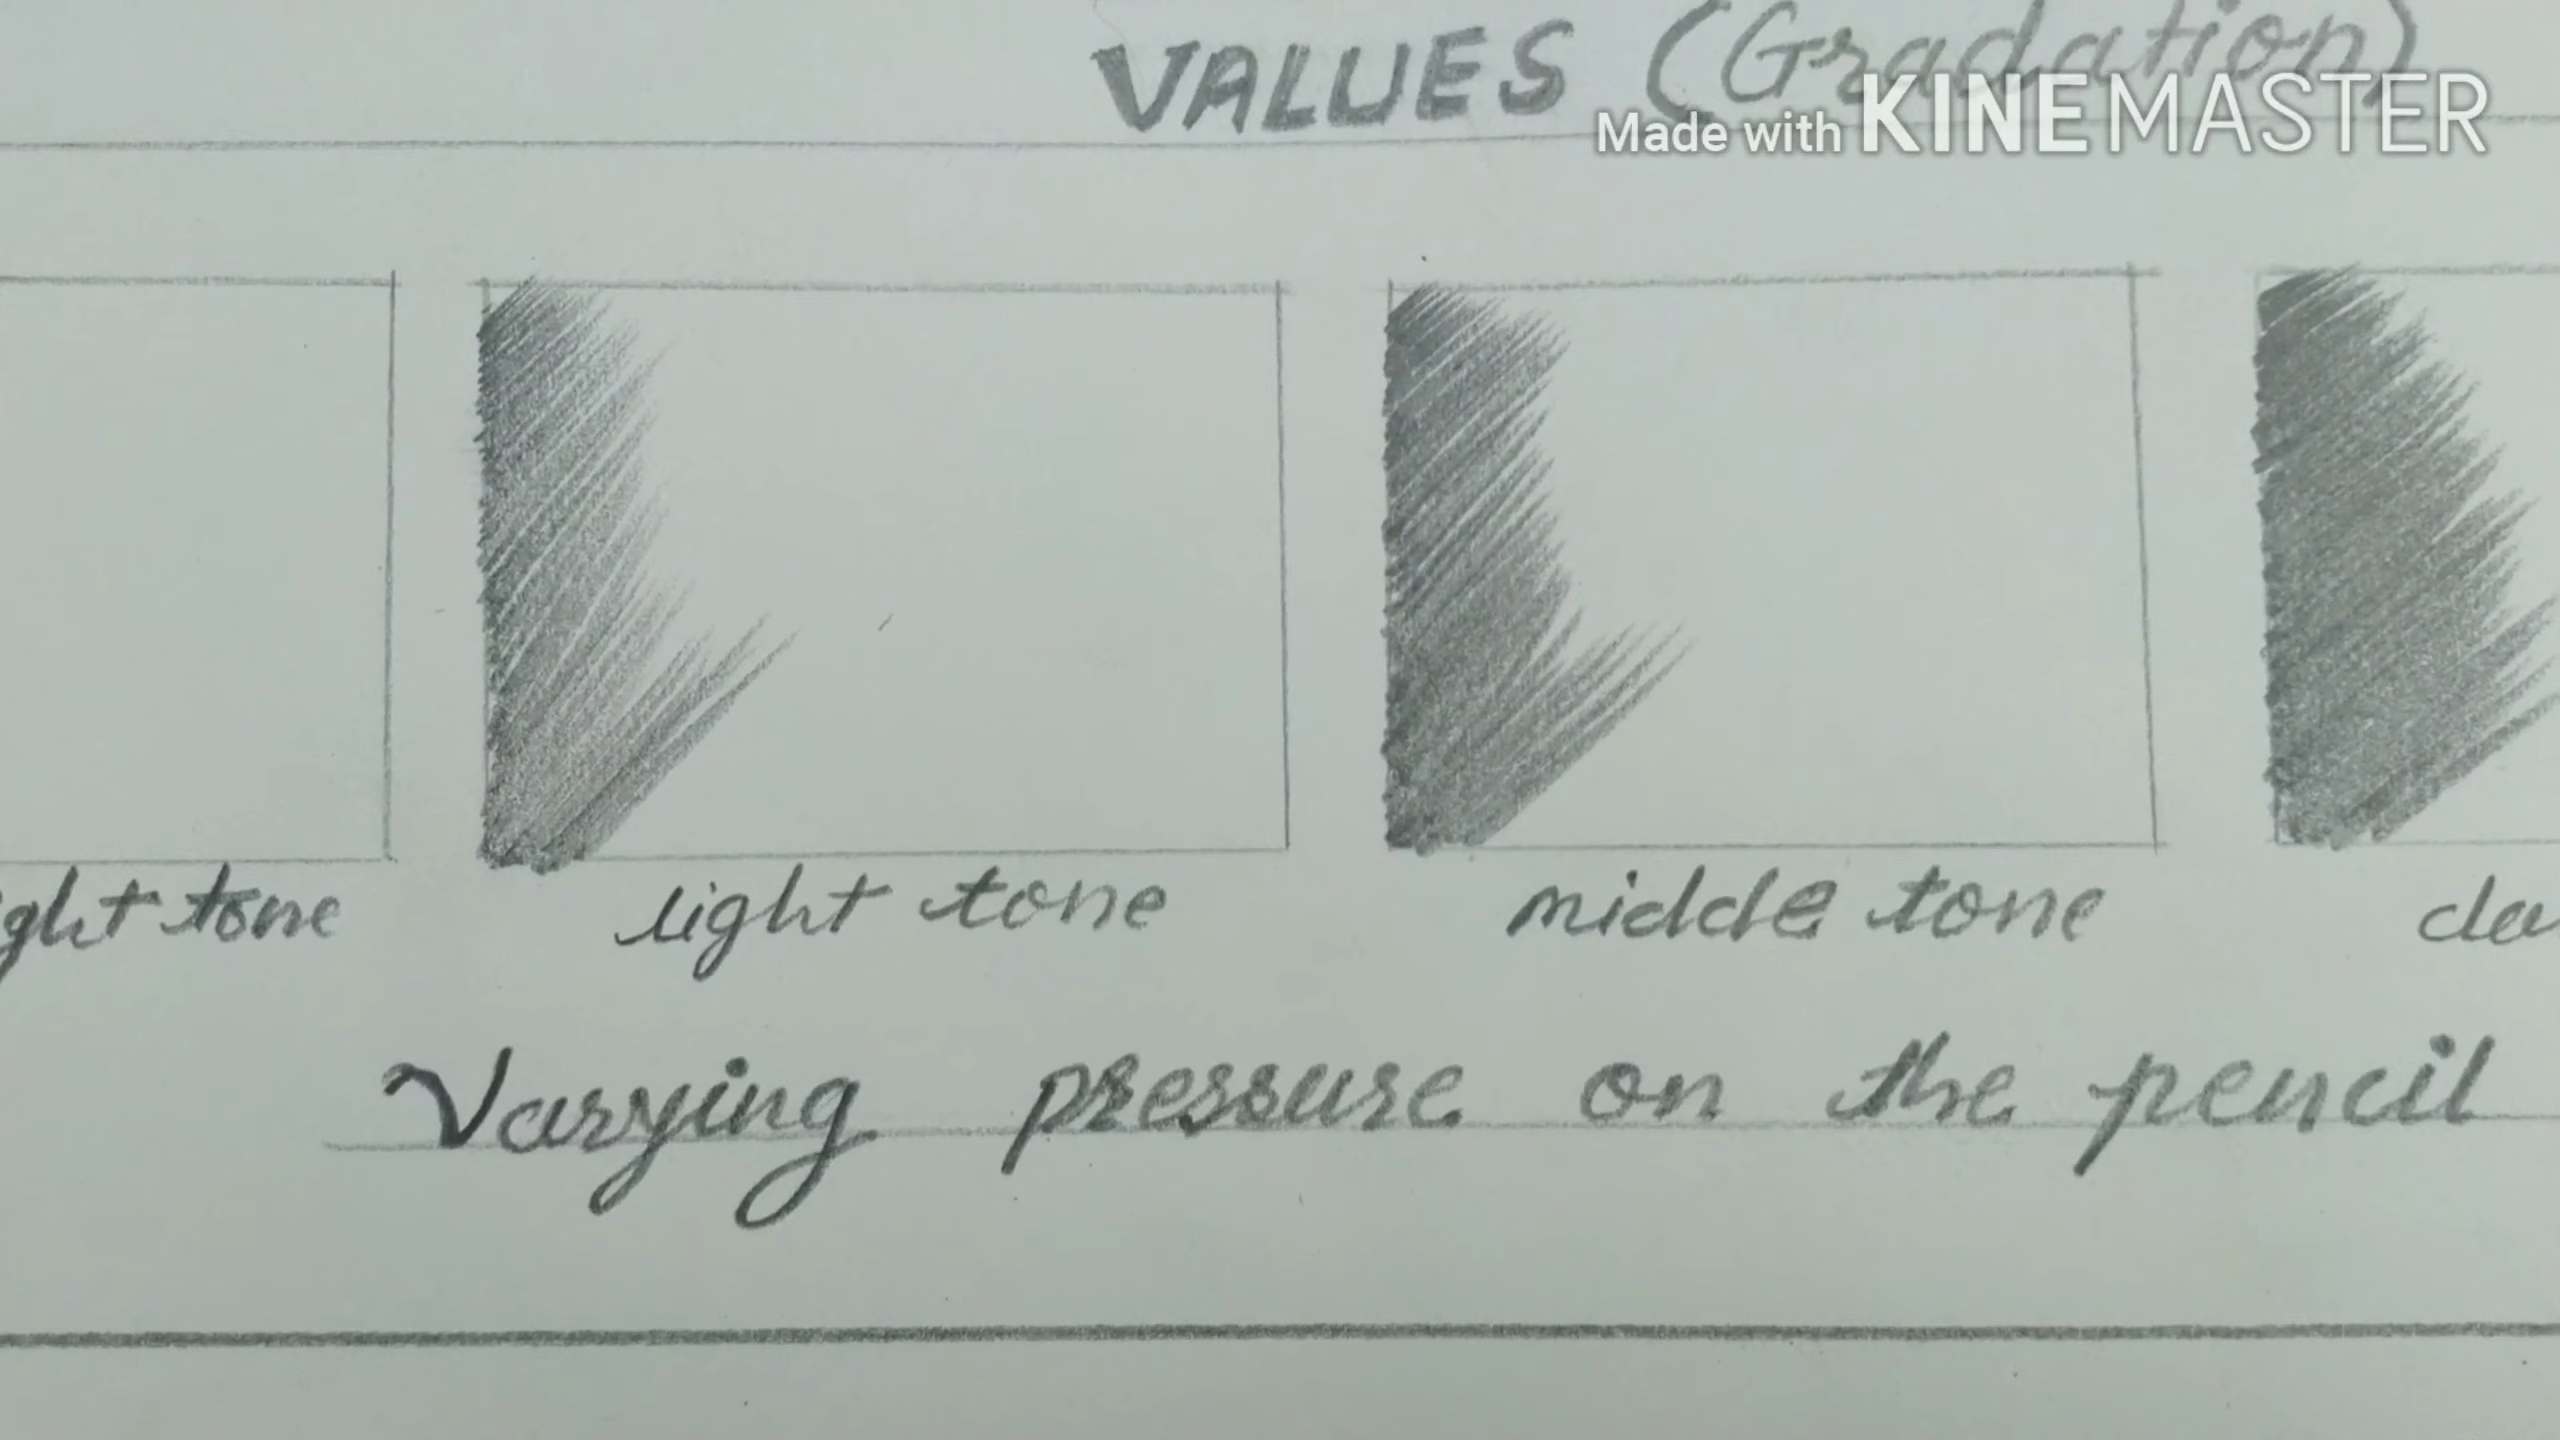 VALUES (Gradation)
Made with KINEMASTER
light tone
middle tone
Varying pressure on the pencil